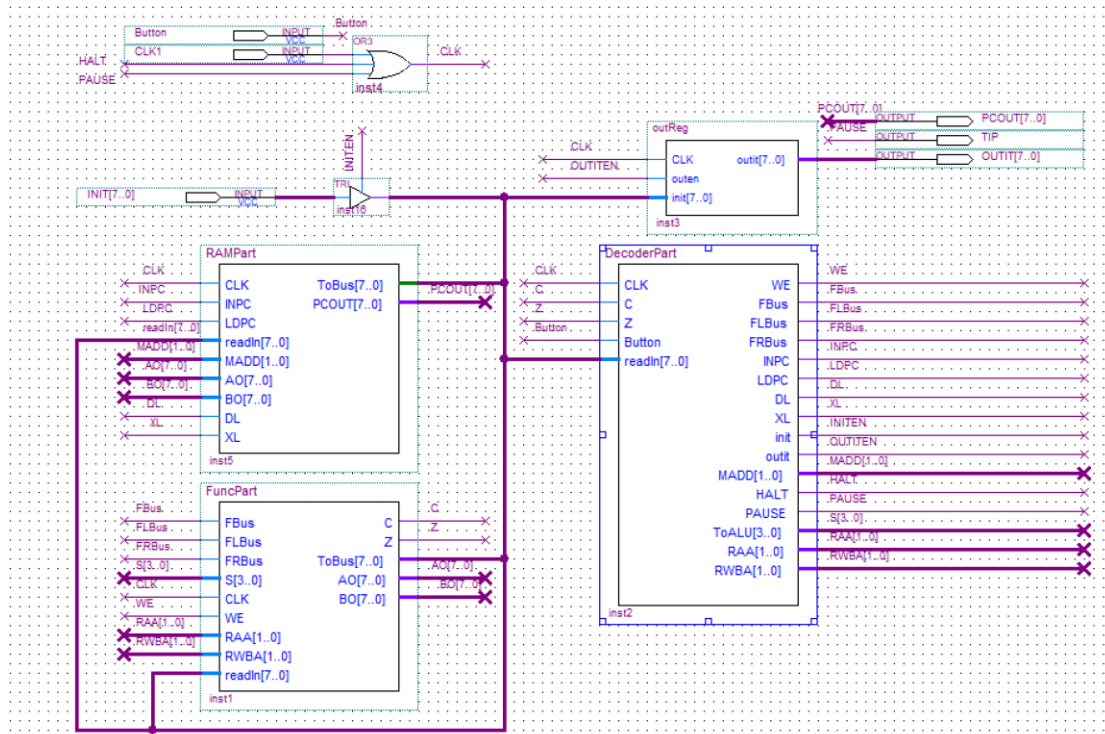 Button
INPUT
VCC
Button
CLK1
INPUT
VCC
OR3
CLK
HALT
PAUSE
inst4
PCOUT[7..0]
OUTPUT
PCOUT[7..0]
PAUSE
OUTPUT
TIP
OUTPUT
OUTIT[7..0]
outReg
CLK
CLK
outit[7..0]
OUTITEN
outen
init[7..0]
inst3
INITEN
INIT[7..0]
INPUT
VCC
TRI
inst16
RAMPart
CLK
CLK
ToBus[7..0]
INPC
INPC
PCOUT[7..0]
PCOUT[7..0]
LDPC
LDPC
readin[7..0]
readIn[7..0]
MADD[1..0]
MADD[1..0]
AO[7..0]
AO[7..0]
BO[7..0]
BO[7..0]
DL
DL
XL
XL
inst5
FuncPart
FBus
FBus
C
C
FLBus
FLBus
Z
Z
FRBus
FRBus
ToBus[7..0]
S[3..0]
S[3..0]
AO[7..0]
AO[7..0]
CLK
CLK
BO[7..0]
BO[7..0]
WE
WE
RAA[1..0]
RAA[1..0]
RWBA[1..0]
RWBA[1..0]
readIn[7..0]
inst1
DecoderPart
CLK
CLK
WE
WE
C
C
FBus
FBus
Z
Z
FLBus
FLBus
Button
Button
FRBus
FRBus
readIn[7..0]
INPC
INPC
LDPC
LDPC
DL
DL
XL
XL
init
INITEN
outit
OUTITEN
MADD[1..0]
MADD[1..0]
HALT
HALT
PAUSE
PAUSE
ToALU[3..0]
S[3..0]
RAA[1..0]
RAA[1..0]
RWBA[1..0]
RWBA[1..0]
inst2